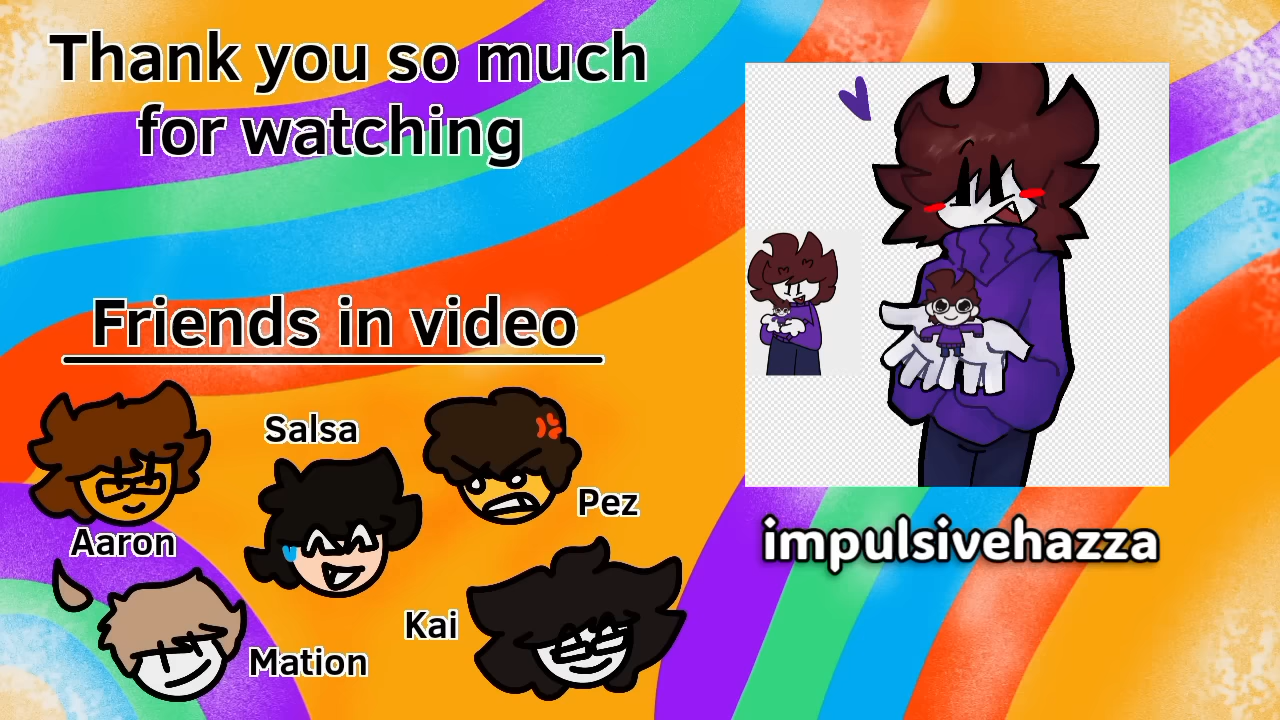 Thank you so much
for watching
Friends in video
Salsa
Pez
Aaron
Kai
Mation
impulsivehazza